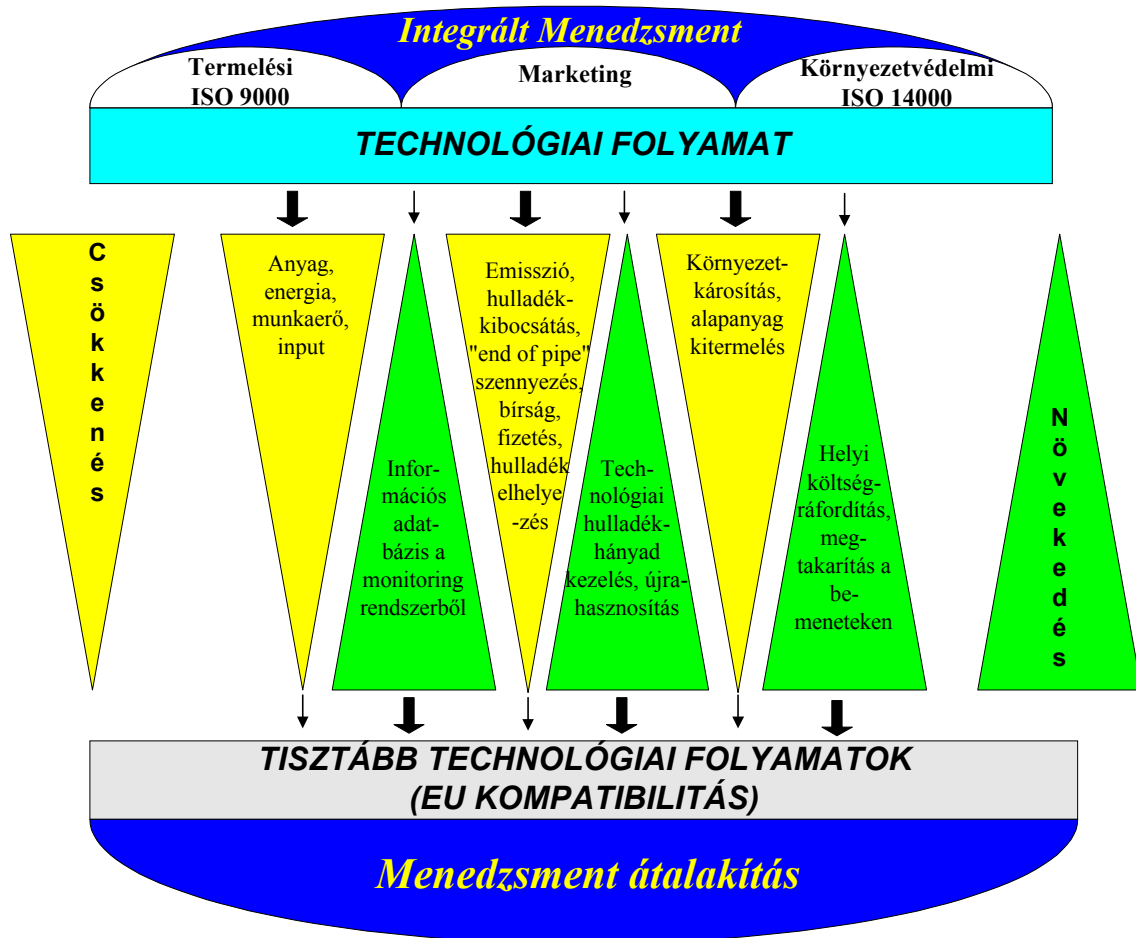 Integrált Menedzsment
Termelési
ISO 9000
Marketing
Környezetvédelmi
ISO 14000
TECHNOLÓGIAI FOLYAMAT
C
s
ö
k
k
e
n
é
s
Anyag,
energia,
munkaerő,
input
Infor-
mációs
adat-
bázis a
monitoring
rendszerből
Emisszió,
hulladék-
kibocsátás,
"end of pipe"
szennyezés,
bírság,
fizetés,
hulladék
elhelye
-zés
Tech-
nológiai
hulladék-
hányad
kezelés, újra-
hasznosítás
Környezet-
károsítás,
alapanyag
kitermelés
Helyi
költség-
ráfordítás,
meg-
takarítás a
be-
meneteken
N
ö
v
e
k
e
d
é
s
TISZTÁBB TECHNOLÓGIAI FOLYAMATOK
(EU KOMPATIBILITÁS)
Menedzsment átalakítás